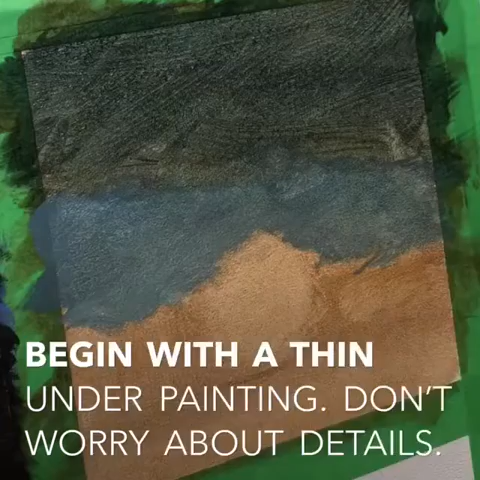 BEGIN WITH A THIN
UNDER PAINTING. DON'T
WORRY ABOUT DETAILS.